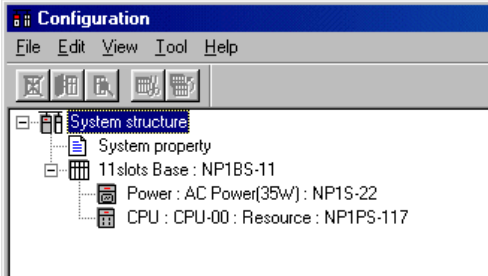 Configuration
File Edit View Tool Help
System structure
System property
11slots Base : NP1BS-11
Power : AC Power(35W) : NP1S-22
CPU : CPU-00 : Resource : NP1PS-117